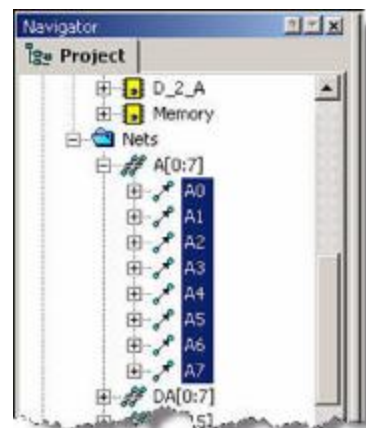 Navigator
Project
D_2_A
Memory
Nets
A[0:7]
A0
A1
A2
A3
A4
A5
A6
A7
DA[0:7]